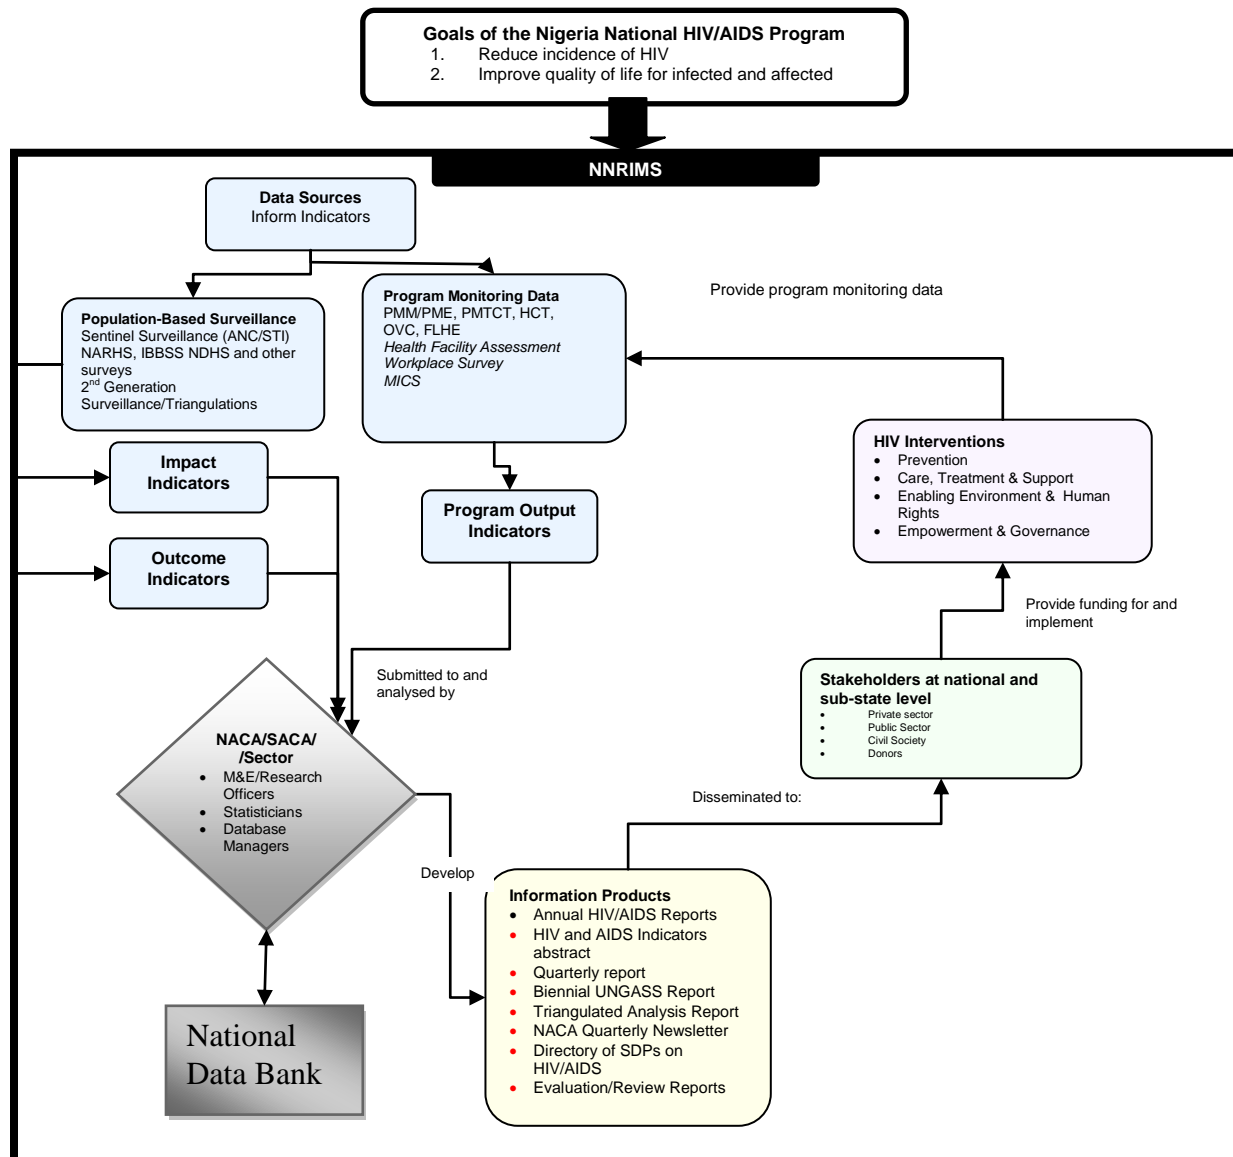 Goals of the Nigeria National HIV/AIDS Program
1. Reduce incidence of HIV
2. Improve quality of life for infected and affected
NNRIMS
Data Sources
Inform Indicators
Population-Based Surveillance
Sentinel Surveillance (ANC/STI)
NARHS, IBBSS NDHS and other
surveys
2nd Generation
Surveillance/Triangulations
Program Monitoring Data
PMM/PME, PMTCT, HCT,
OVC, FLHE
Health Facility Assessment
Workplace Survey
MICS
Provide program monitoring data
HIV Interventions
• Prevention
• Care, Treatment & Support
• Enabling Environment & Human
Rights
• Empowerment & Governance
Impact
Indicators
Program Output
Indicators
Outcome
Indicators
Provide funding for and
implement
Submitted to and
analysed by
Stakeholders at national and
sub-state level
• Private sector
• Public Sector
• Civil Society
• Donors
NACA/SACA/
/Sector
• M&E/Research
Officers
• Statisticians
• Database
Managers
Disseminated to:
Develop
Information Products
• Annual HIV/AIDS Reports
• HIV and AIDS Indicators
abstract
• Quarterly report
• Biennial UNGASS Report
• Triangulated Analysis Report
• NACA Quarterly Newsletter
• Directory of SDPs on
HIV/AIDS
• Evaluation/Review Reports
National
Data Bank